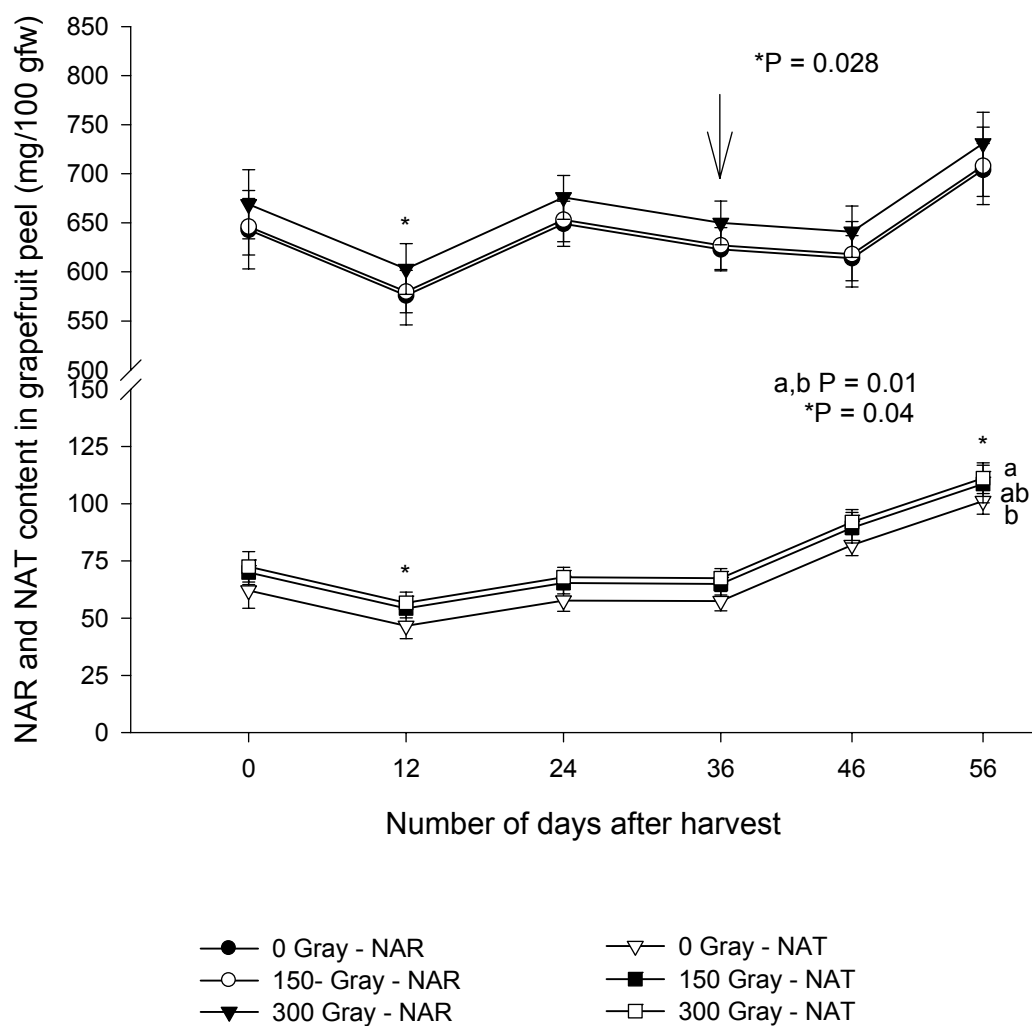 850
800
*P = 0.028
750
700
650
*
600
550
500
150
a,b P = 0.01
*P = 0.04
125
*
a
ab
b
100
75
*
50
25
0
NAR and NAT content in grapefruit peel (mg/100 gfw)
0 12 24 36 46 56
Number of days after harvest
0 Gray - NAR
150- Gray - NAR
300 Gray - NAR
0 Gray - NAT
150 Gray - NAT
300 Gray - NAT